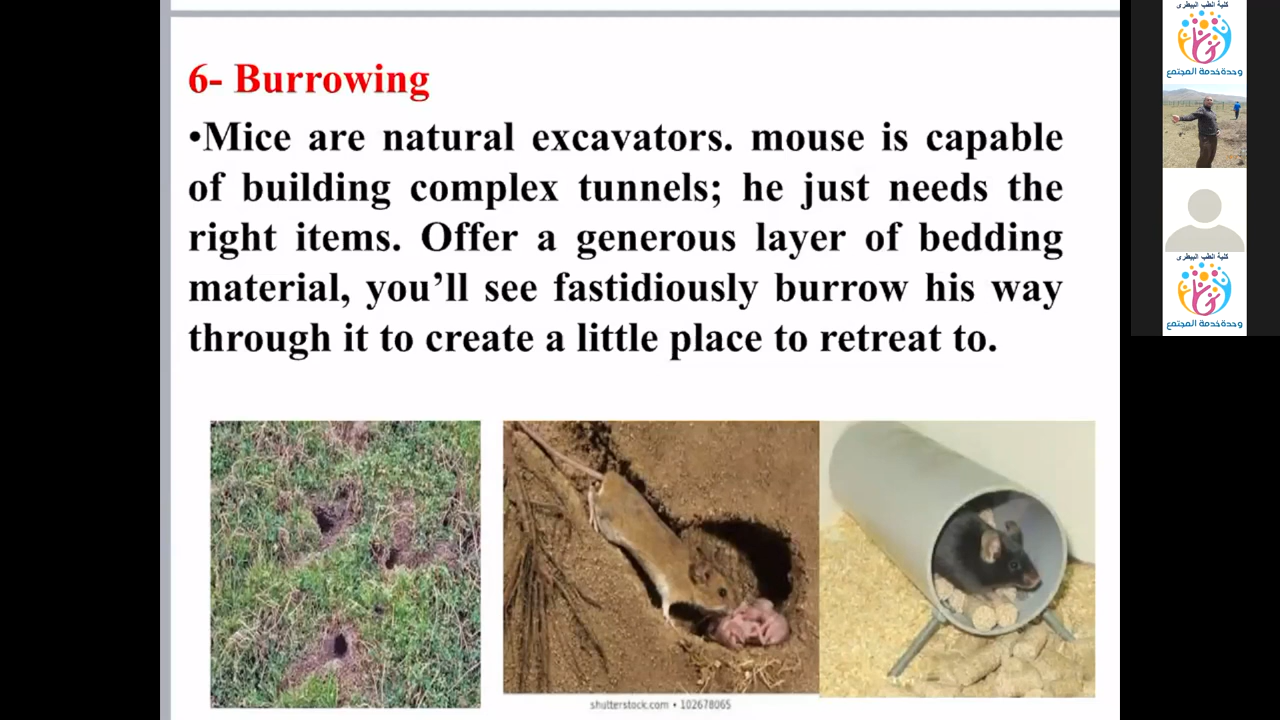 6- Burrowing
•Mice are natural excavators. mouse is capable
of building complex tunnels; he just needs the
right items. Offer a generous layer of bedding
material, you’ll see fastidiously burrow his way
through it to create a little place to retreat to.
shutterstock.com • 102678065
كلية الطب البيطرى
وحدة خدمة المجتمع
كلية الطب البيطرى
وحدة خدمة المجتمع